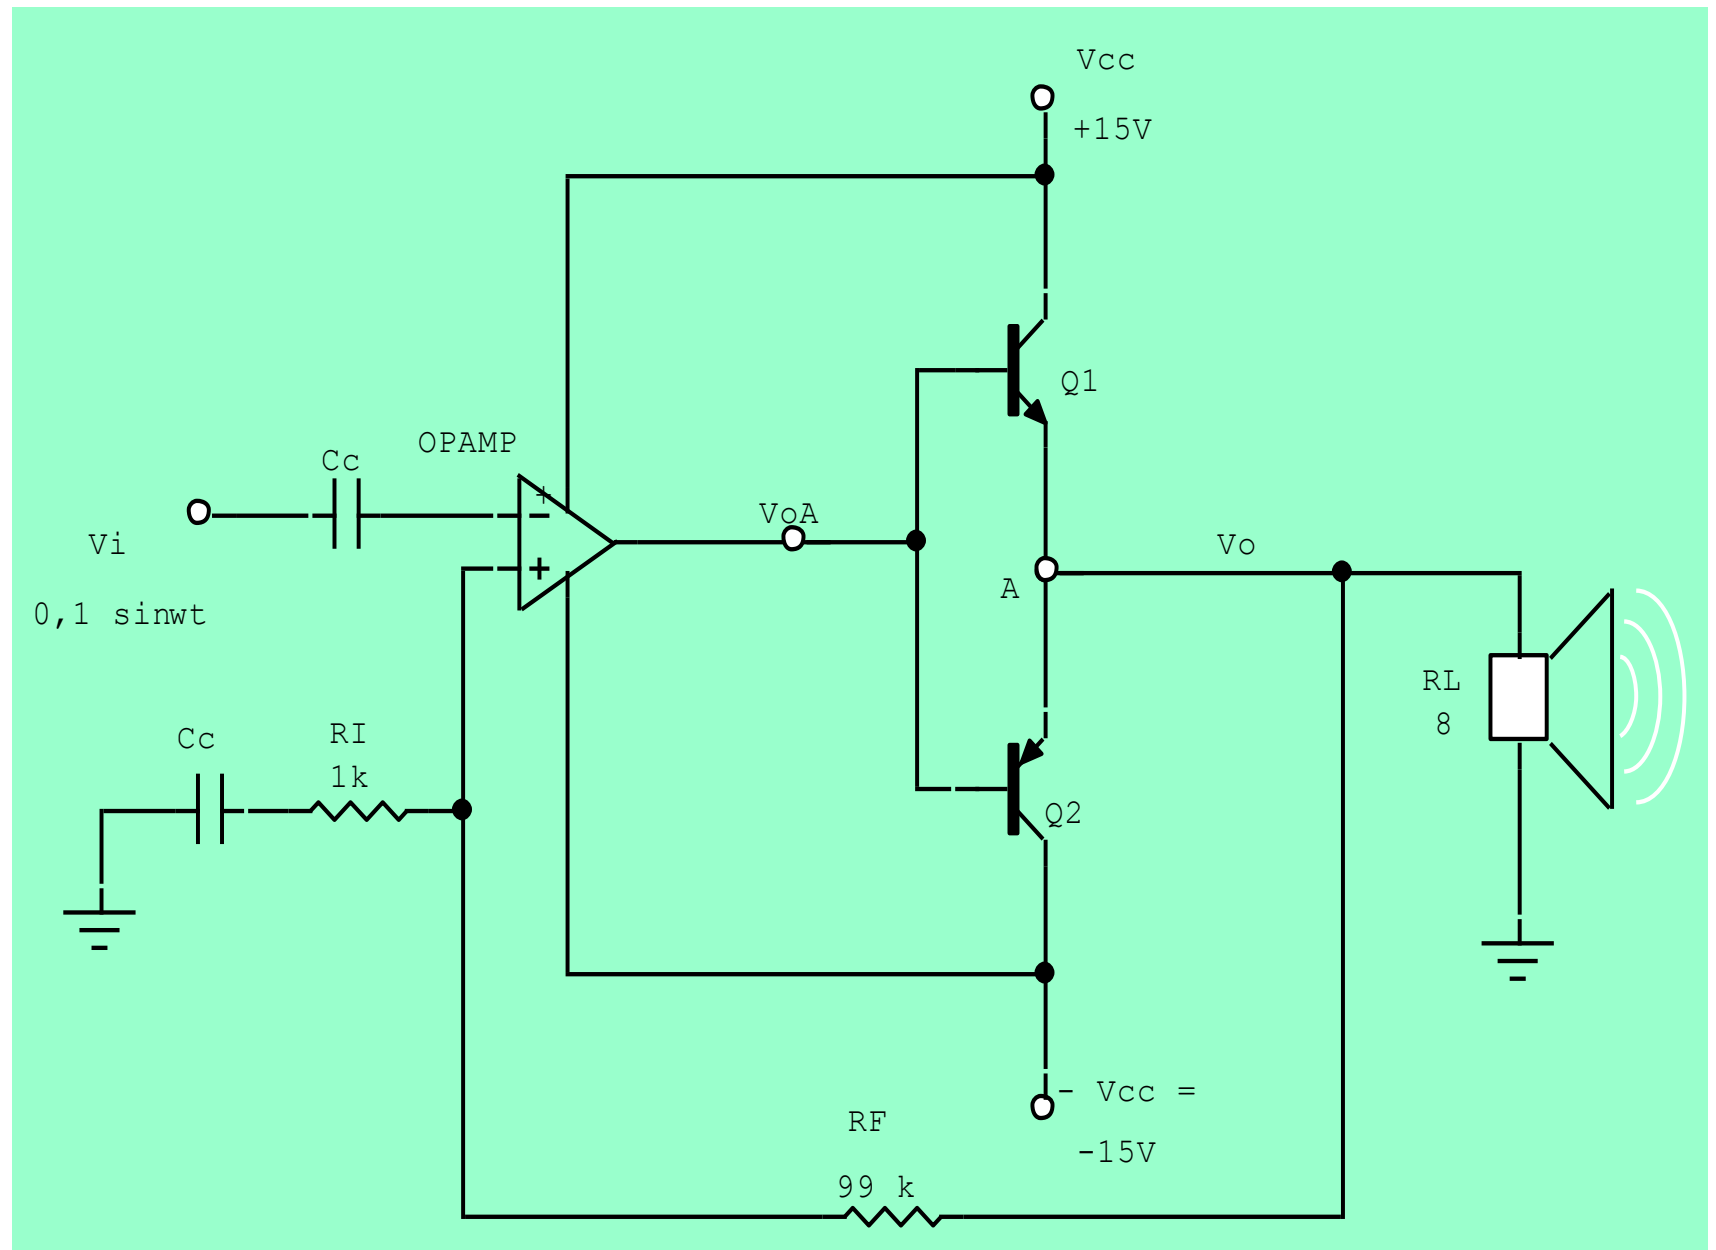 Vcc
+15V
Q1
OPAMP
Cc
+
−
VoA
Vi
+
Vo
A
0,1 sinwt
RL
8
Cc
RI
1k
Q2
- Vcc =
-15V
RF
99 k